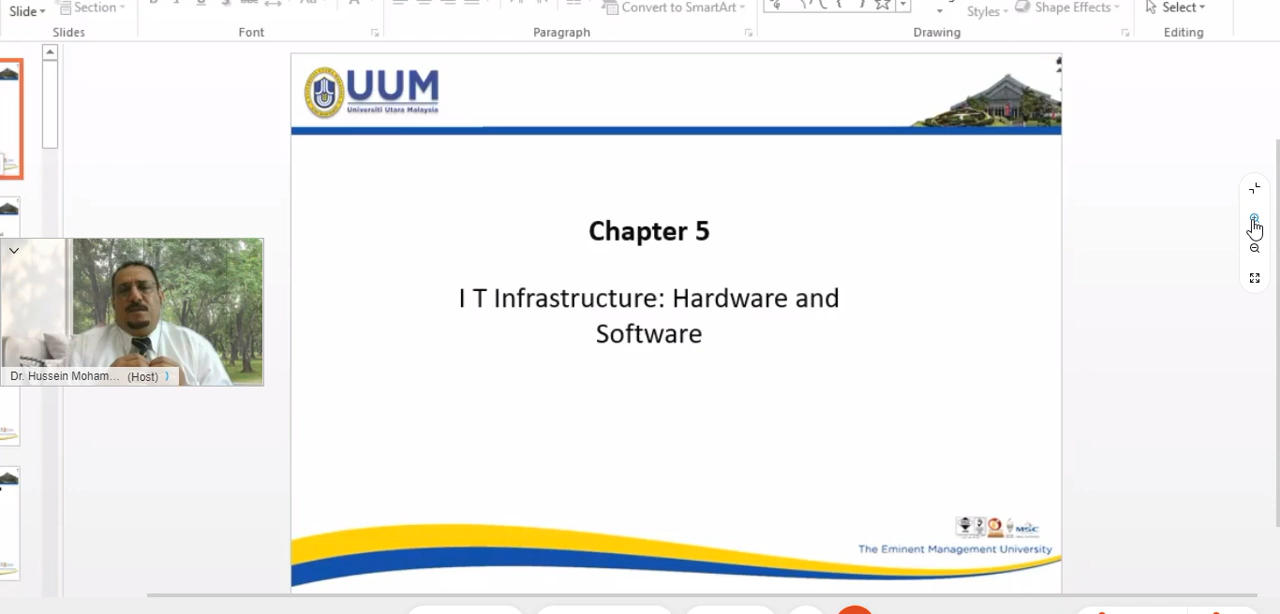 Slide
Section
Convert to SmartArt
Styles
Shape Effects
Select
Slides
Font
Paragraph
Drawing
Editing
UUM
Universiti Utara Malaysia
Chapter 5
I T Infrastructure: Hardware and
Software
Dr. Hussein Moham... (Host)
MSC
The Eminent Management University